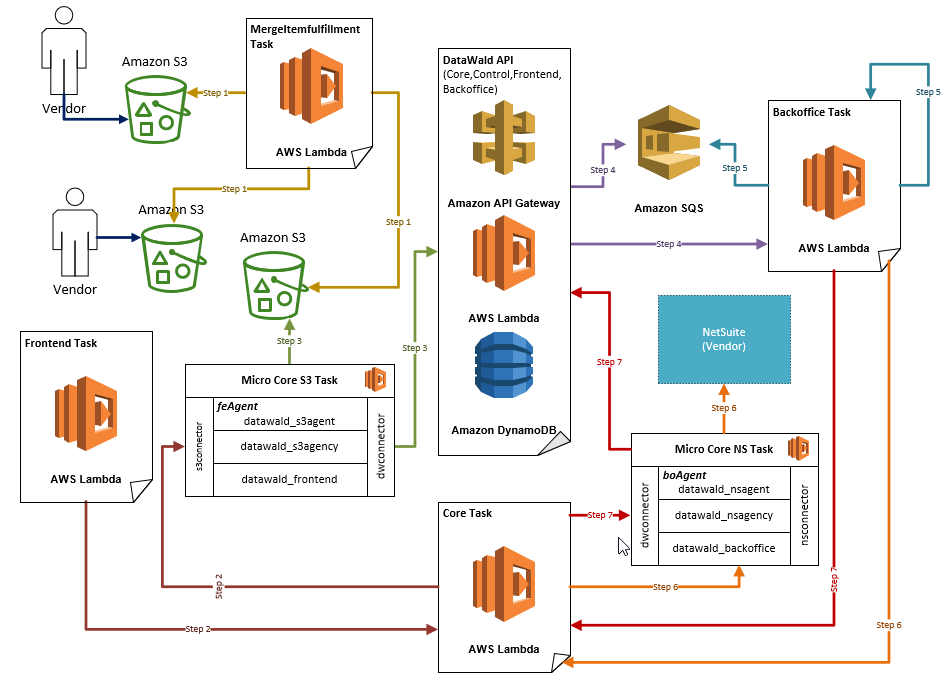 MergeItemfulfillment
Task
AWS Lambda
Amazon S3
Vendor
Step 1
Step 1
Step 1
Amazon S3
Vendor
Amazon S3
Step 3
Step 3
DataWald API
(Core,Control,Frontend,
Backoffice)
Amazon API Gateway
AWS Lambda
Amazon DynamoDB
Step 4
Step 4
Amazon SQS
Step 5
Step 5
Backoffice Task
AWS Lambda
NetSuite
(Vendor)
Step 6
Step 7
Frontend Task
AWS Lambda
Micro Core S3 Task
s3connector
feAgent
datawald_s3agent
datawald_s3agency
datawald_frontend
dwconnector
Micro Core NS Task
dwconnector
boAgent
datawald_nsagent
datawald_nsagency
datawald_backoffice
nsconnector
Core Task
AWS Lambda
Step 7
Step 6
Step 7
Step 6
Step 2
Step 2